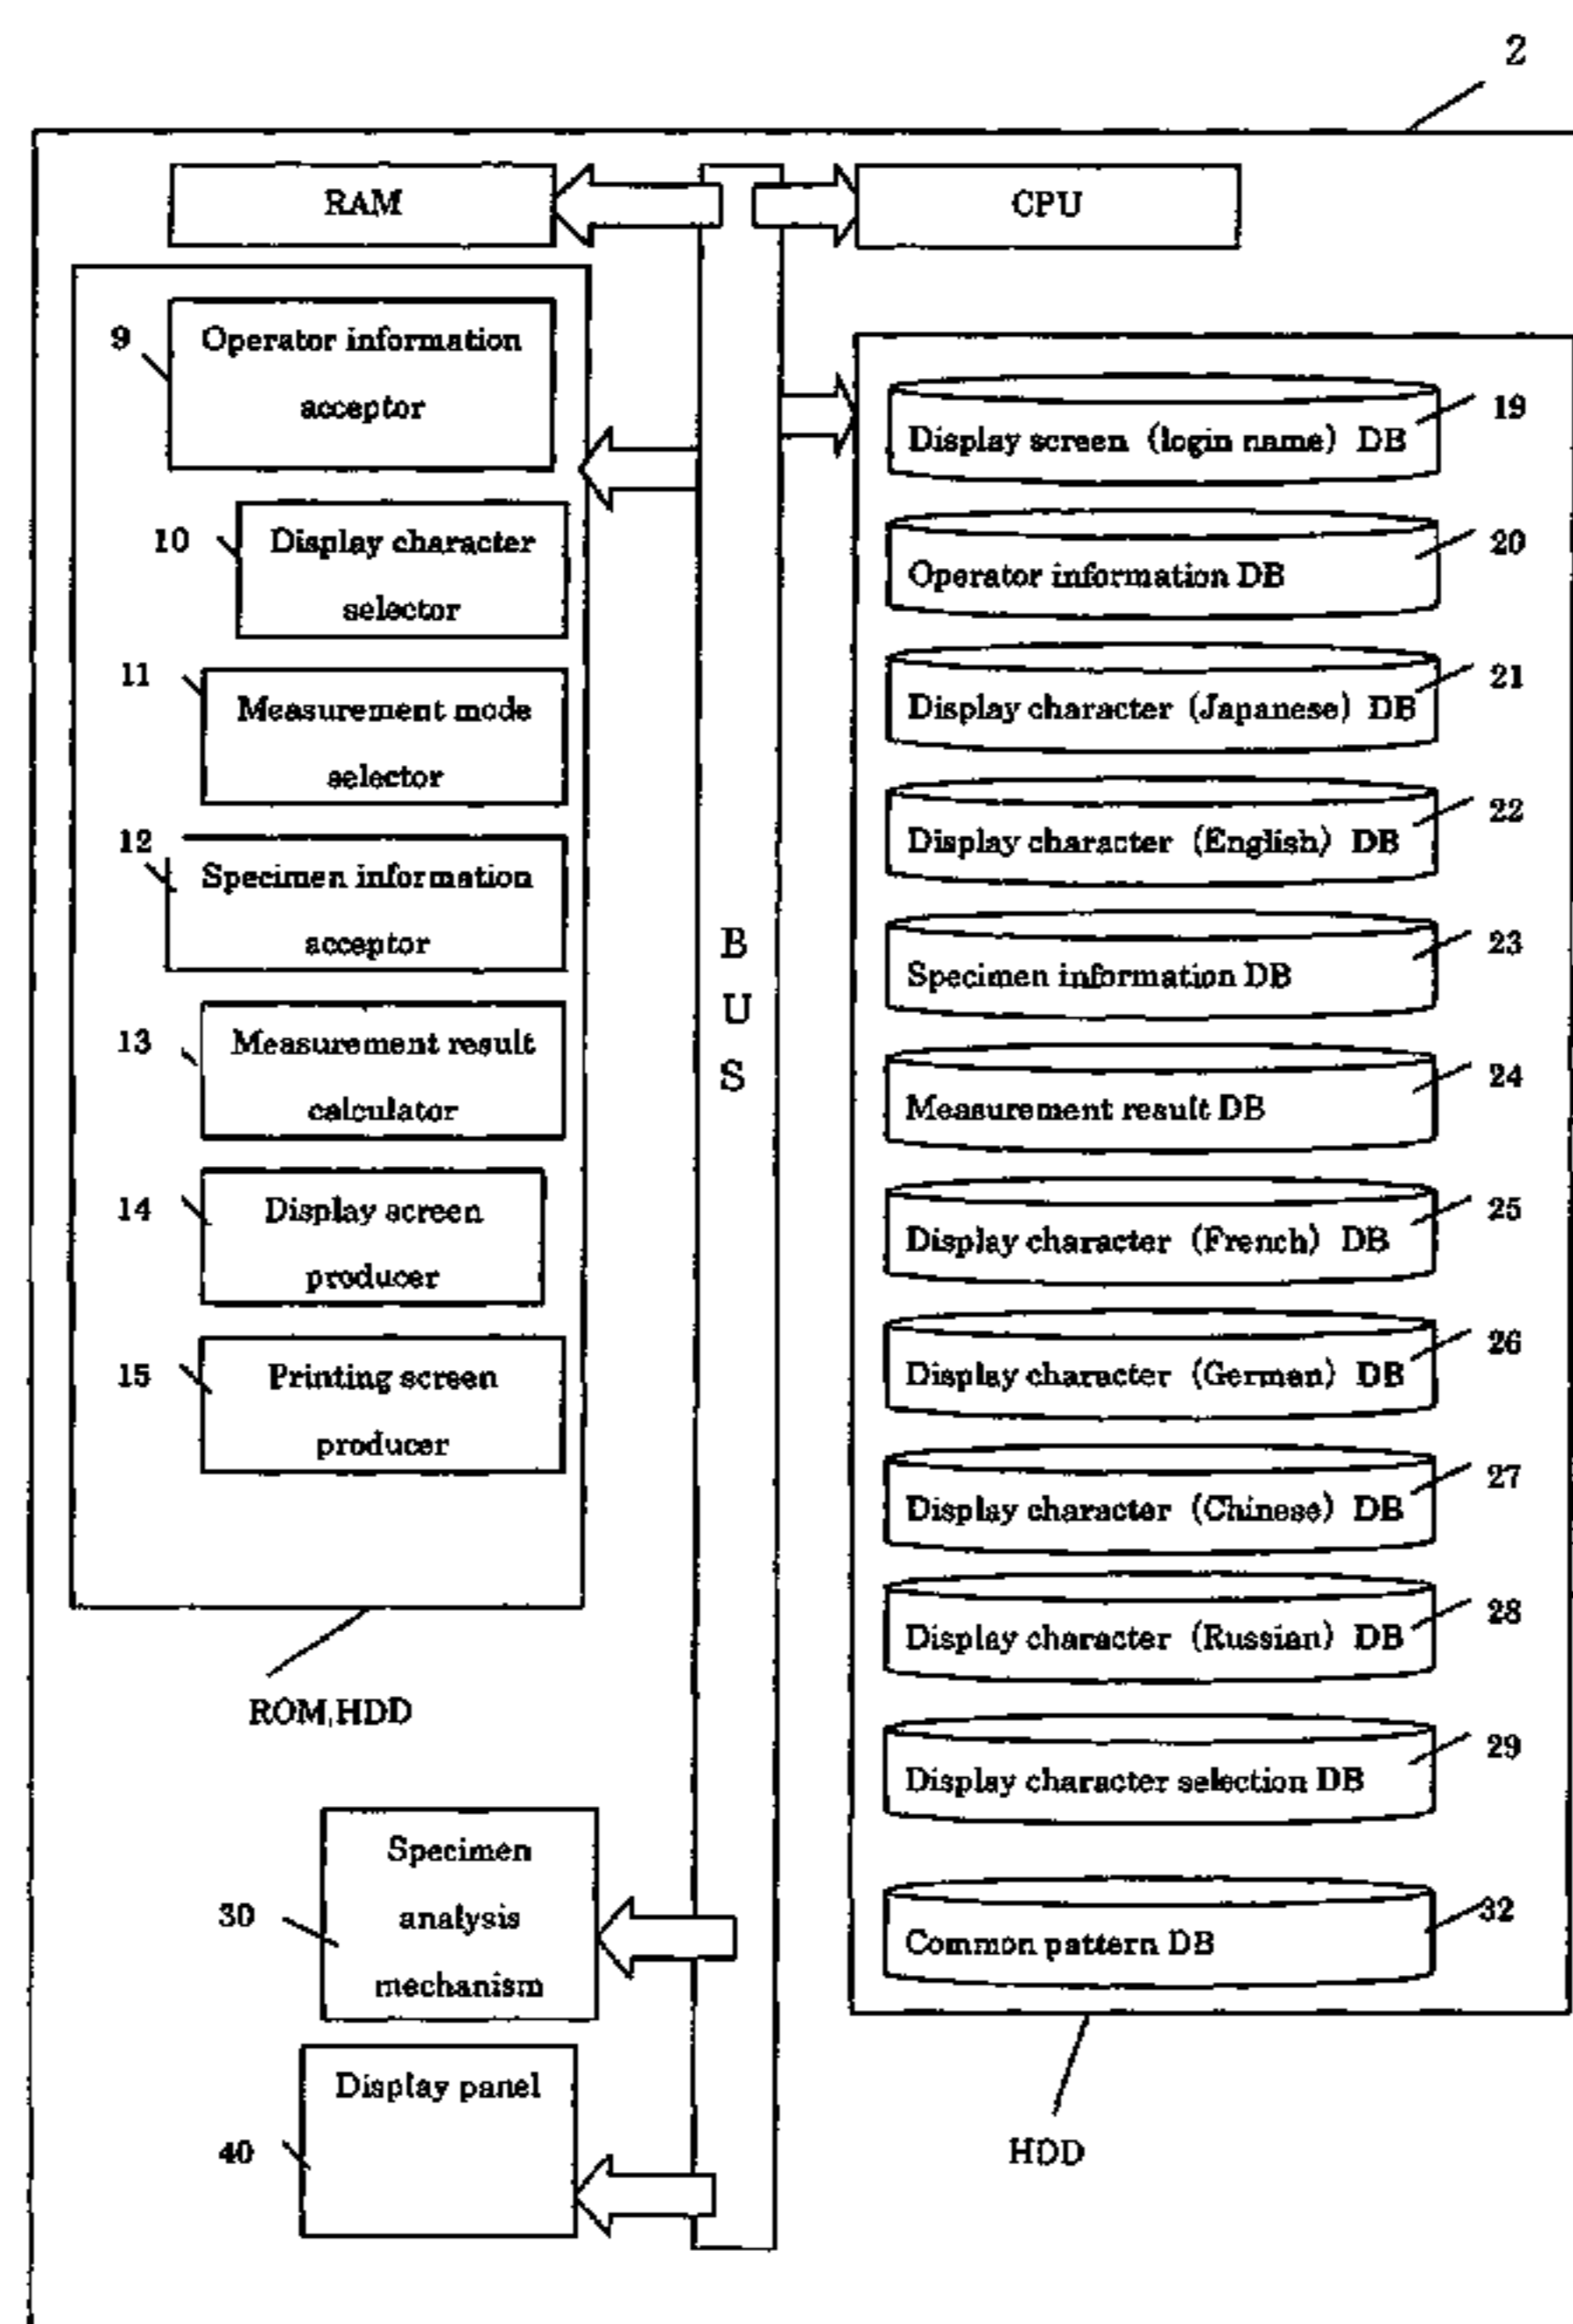 2
RAM
CPU
9
Operator information
acceptor
10
Display character
selector
11
Measurement mode
selector
12
Specimen information
acceptor
13
Measurement result
calculator
14
Display screen
producer
15
Printing screen
producer
ROM,HDD
B
U
S
Display screen (login name) DB
19
Operator information DB
20
Display character (Japanese) DB
21
Display character (English) DB
22
Specimen information DB
23
Measurement result DB
24
Display character (French) DB
25
Display character (German) DB
26
Display character (Chinese) DB
27
Display character (Russian) DB
28
Display character selection DB
29
Common pattern DB
32
HDD
30
Specimen
analysis
mechanism
Display panel
40